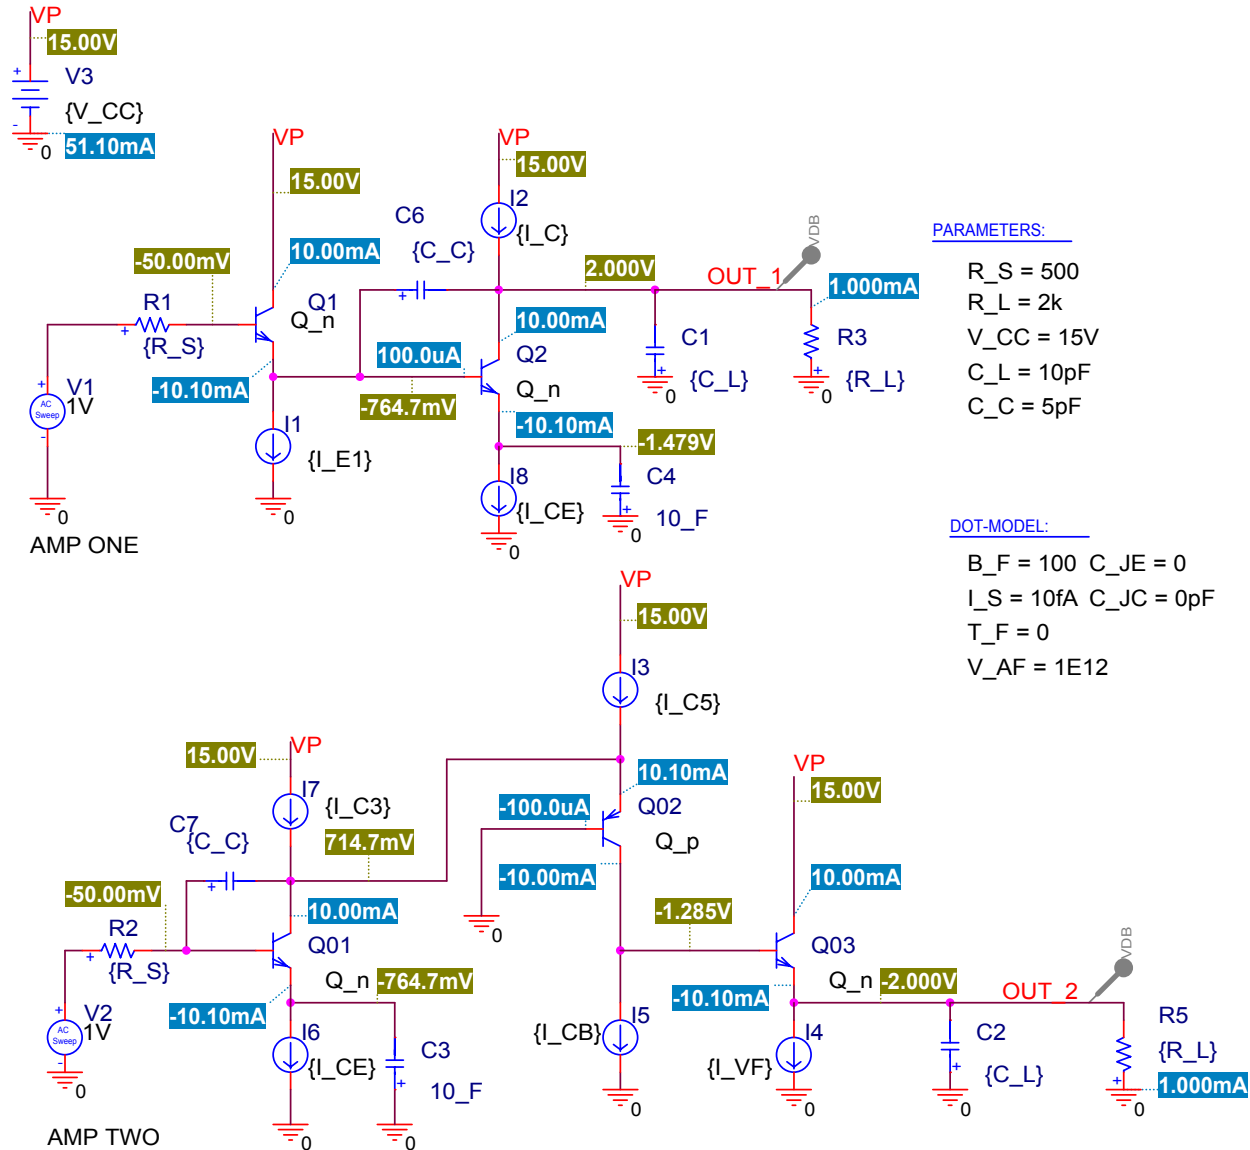 VP
15.00V
+
V3
{V_CC}
-
0
51.10mA
VP
15.00V
VP
15.00V
I2
{I_C}
C6
{C_C}
+
10.00mA
-50.00mV
R1
+
{R_S}
Q1
Q_n
2.000V
OUT_1
VDB
1.000mA
10.00mA
Q2
Q_n
100.0uA
-10.10mA
-764.7mV
-10.10mA
C1
+
{C_L}
0
R3
+
{R_L}
0
+
V1
1V
AC
Sweep
-
0
I1
{I_E1}
0
-1.479V
I8
{I_CE}
0
C4
+
10_F
0
AMP ONE
PARAMETERS:
R_S = 500
R_L = 2k
V_CC = 15V
C_L = 10pF
C_C = 5pF
DOT-MODEL:
B_F = 100 C_JE = 0
I_S = 10fA C_JC = 0pF
T_F = 0
V_AF = 1E12
VP
15.00V
I3
{I_C5}
15.00V
VP
I7
{I_C3}
C7
{C_C}
+
714.7mV
10.10mA
-100.0uA
Q02
Q_p
-10.00mA
0
VP
15.00V
-50.00mV
R2
+
{R_S}
10.00mA
Q01
Q_n
-764.7mV
-10.10mA
-1.285V
10.00mA
Q03
Q_n
-10.10mA
-2.000V
OUT_2
VDB
+
V2
1V
AC
Sweep
-
0
I6
{I_CE}
0
C3
+
10_F
0
I5
{I_CB}
0
I4
{I_VF}
0
C2
+
{C_L}
0
R5
{R_L}
+
1.000mA
0
AMP TWO